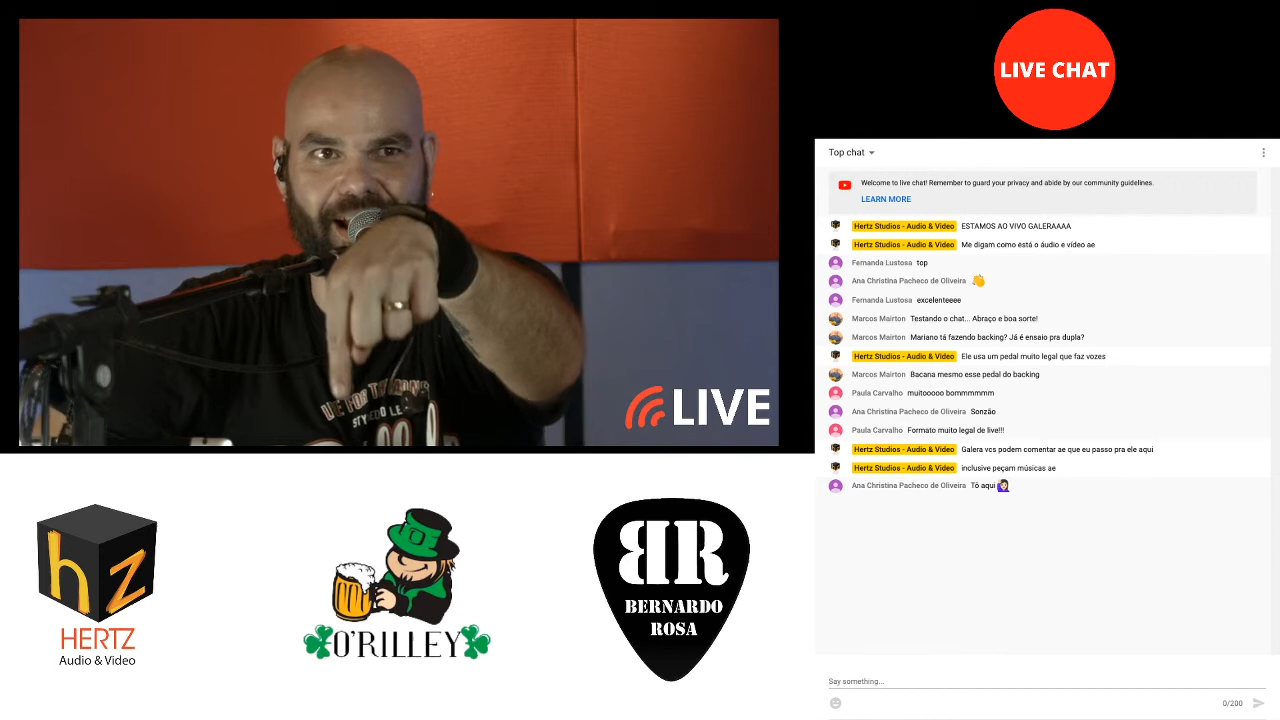 LIVE CHAT
LIVE
Top chat
Welcome to live chat! Remember to guard your privacy and abide by our community guidelines.
LEARN MORE
Hertz Studios - Audio & Video ESTAMOS AO VIVO GALERAAAA
Hertz Studios - Audio & Video Me digam como está o áudio e vídeo ae
Fernanda Lustosa top
Ana Christina Pacheco de Oliveira 👏
Fernanda Lustosa excelenteeee
Marcos Mairton Testando o chat... Abraço e boa sorte!
Marcos Mairton Mariano tá fazendo backing? Já é ensaio pra dupla?
Hertz Studios - Audio & Video Ele usa um pedal muito legal que faz vozes
Marcos Mairton Bacana mesmo esse pedal do backing
Paula Carvalho muitooooo bommmmmm
Ana Christina Pacheco de Oliveira Sonzão
Paula Carvalho Formato muito legal de live!!!
Hertz Studios - Audio & Video Galera vcs podem comentar ae que eu passo pra ele aqui
Hertz Studios - Audio & Video inclusive peçam músicas ae
Ana Christina Pacheco de Oliveira Tô aqui 🙋🏻‍♀️
Say something...
0/200
hz
HERTZ
Audio & Video
O'RILLEY
BR
BERNARDO
ROSA